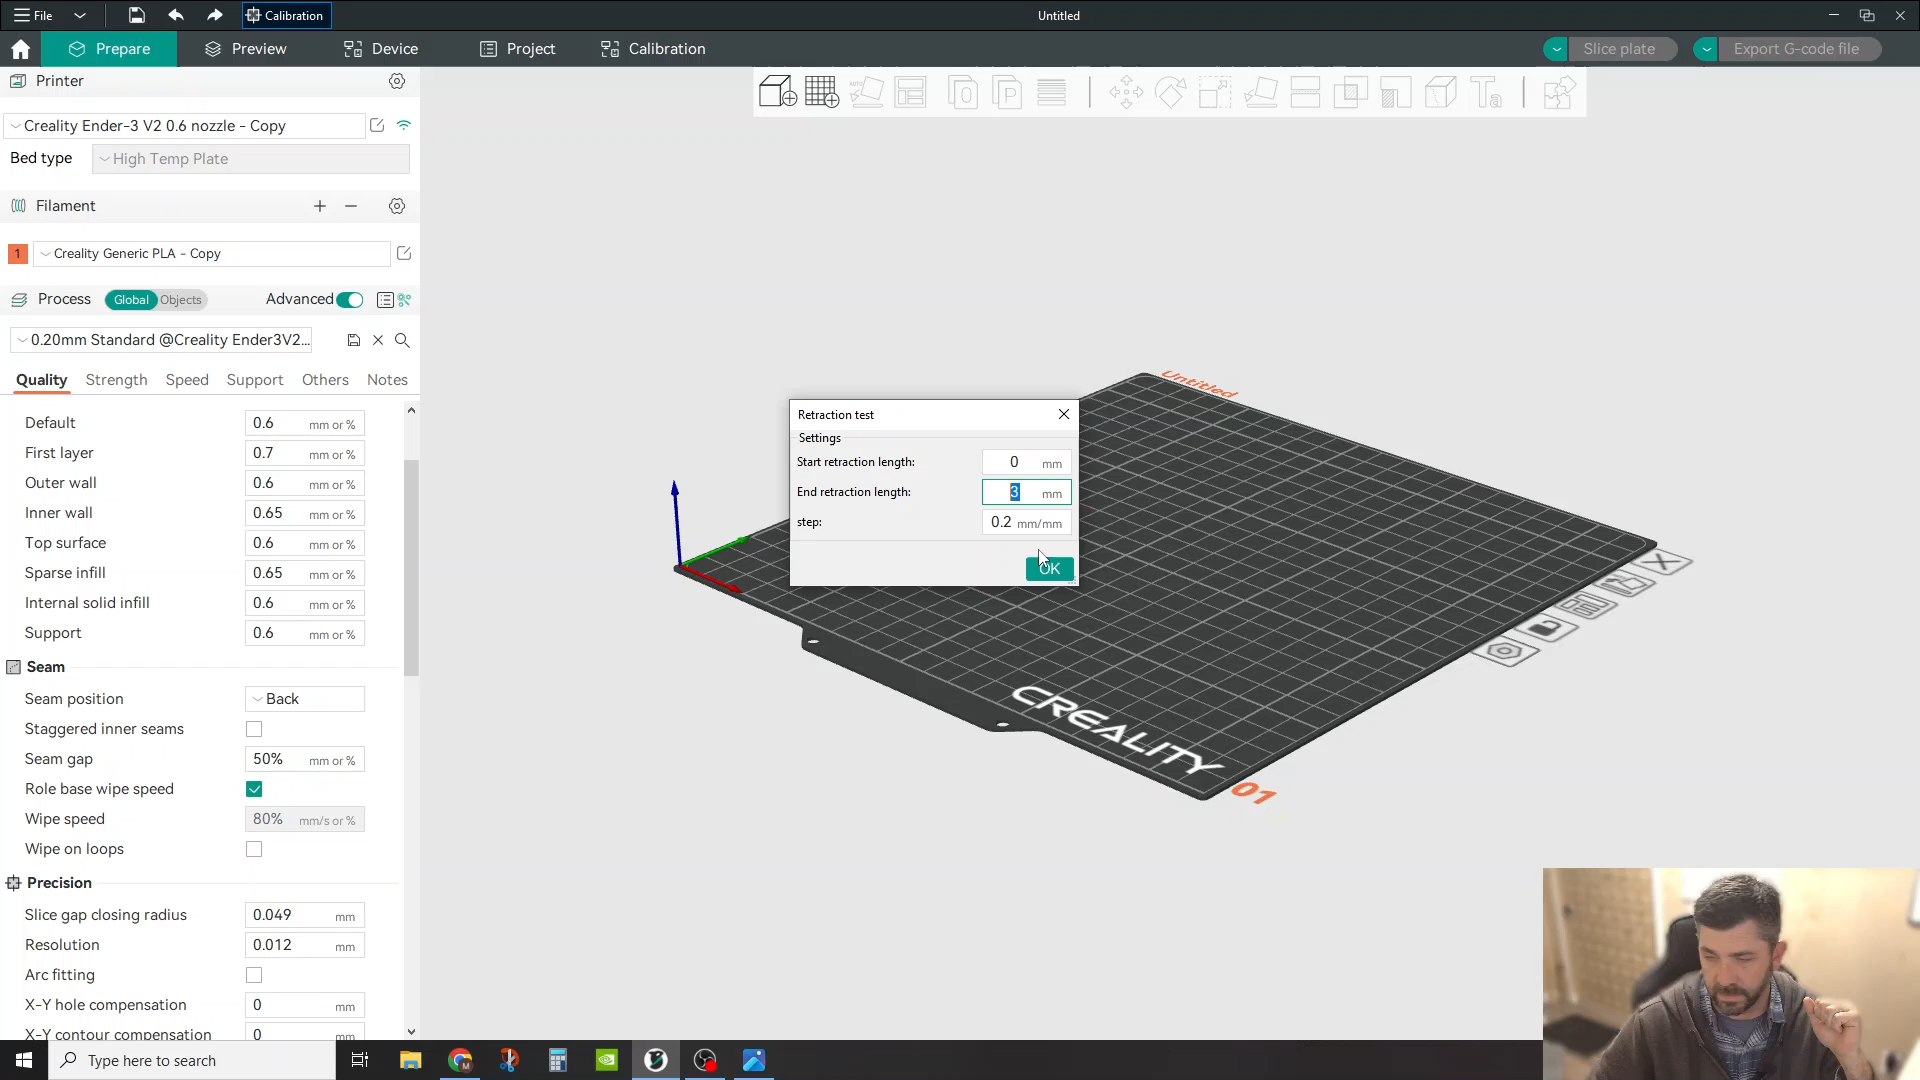 File
Calibration
Untitled
Prepare
Preview
Device
Project
Calibration
Slice plate
Export G-code file
Printer
Creality Ender-3 V2 0.6 nozzle - Copy
Bed type
High Temp Plate
Filament
1
Creality Generic PLA - Copy
Process
Global
Objects
Advanced
0.20mm Standard @Creality Ender3V2...
Quality
Strength
Speed
Support
Others
Notes
Default 0.6 mm or %
First layer 0.7 mm or %
Outer wall 0.6 mm or %
Inner wall 0.65 mm or %
Top surface 0.6 mm or %
Sparse infill 0.65 mm or %
Internal solid infill 0.6 mm or %
Support 0.6 mm or %
Seam
Seam position Back
Staggered inner seams
Seam gap 50% mm or %
Role base wipe speed
Wipe speed 80% mm/s or %
Wipe on loops
Precision
Slice gap closing radius 0.049 mm
Resolution 0.012 mm
Arc fitting
X-Y hole compensation 0 mm
X-Y contour compensation 0 mm
Untitled
Retraction test
Settings
Start retraction length: 0 mm
End retraction length: 3 mm
step: 0.2 mm/mm
OK
CREALITY
01
Type here to search